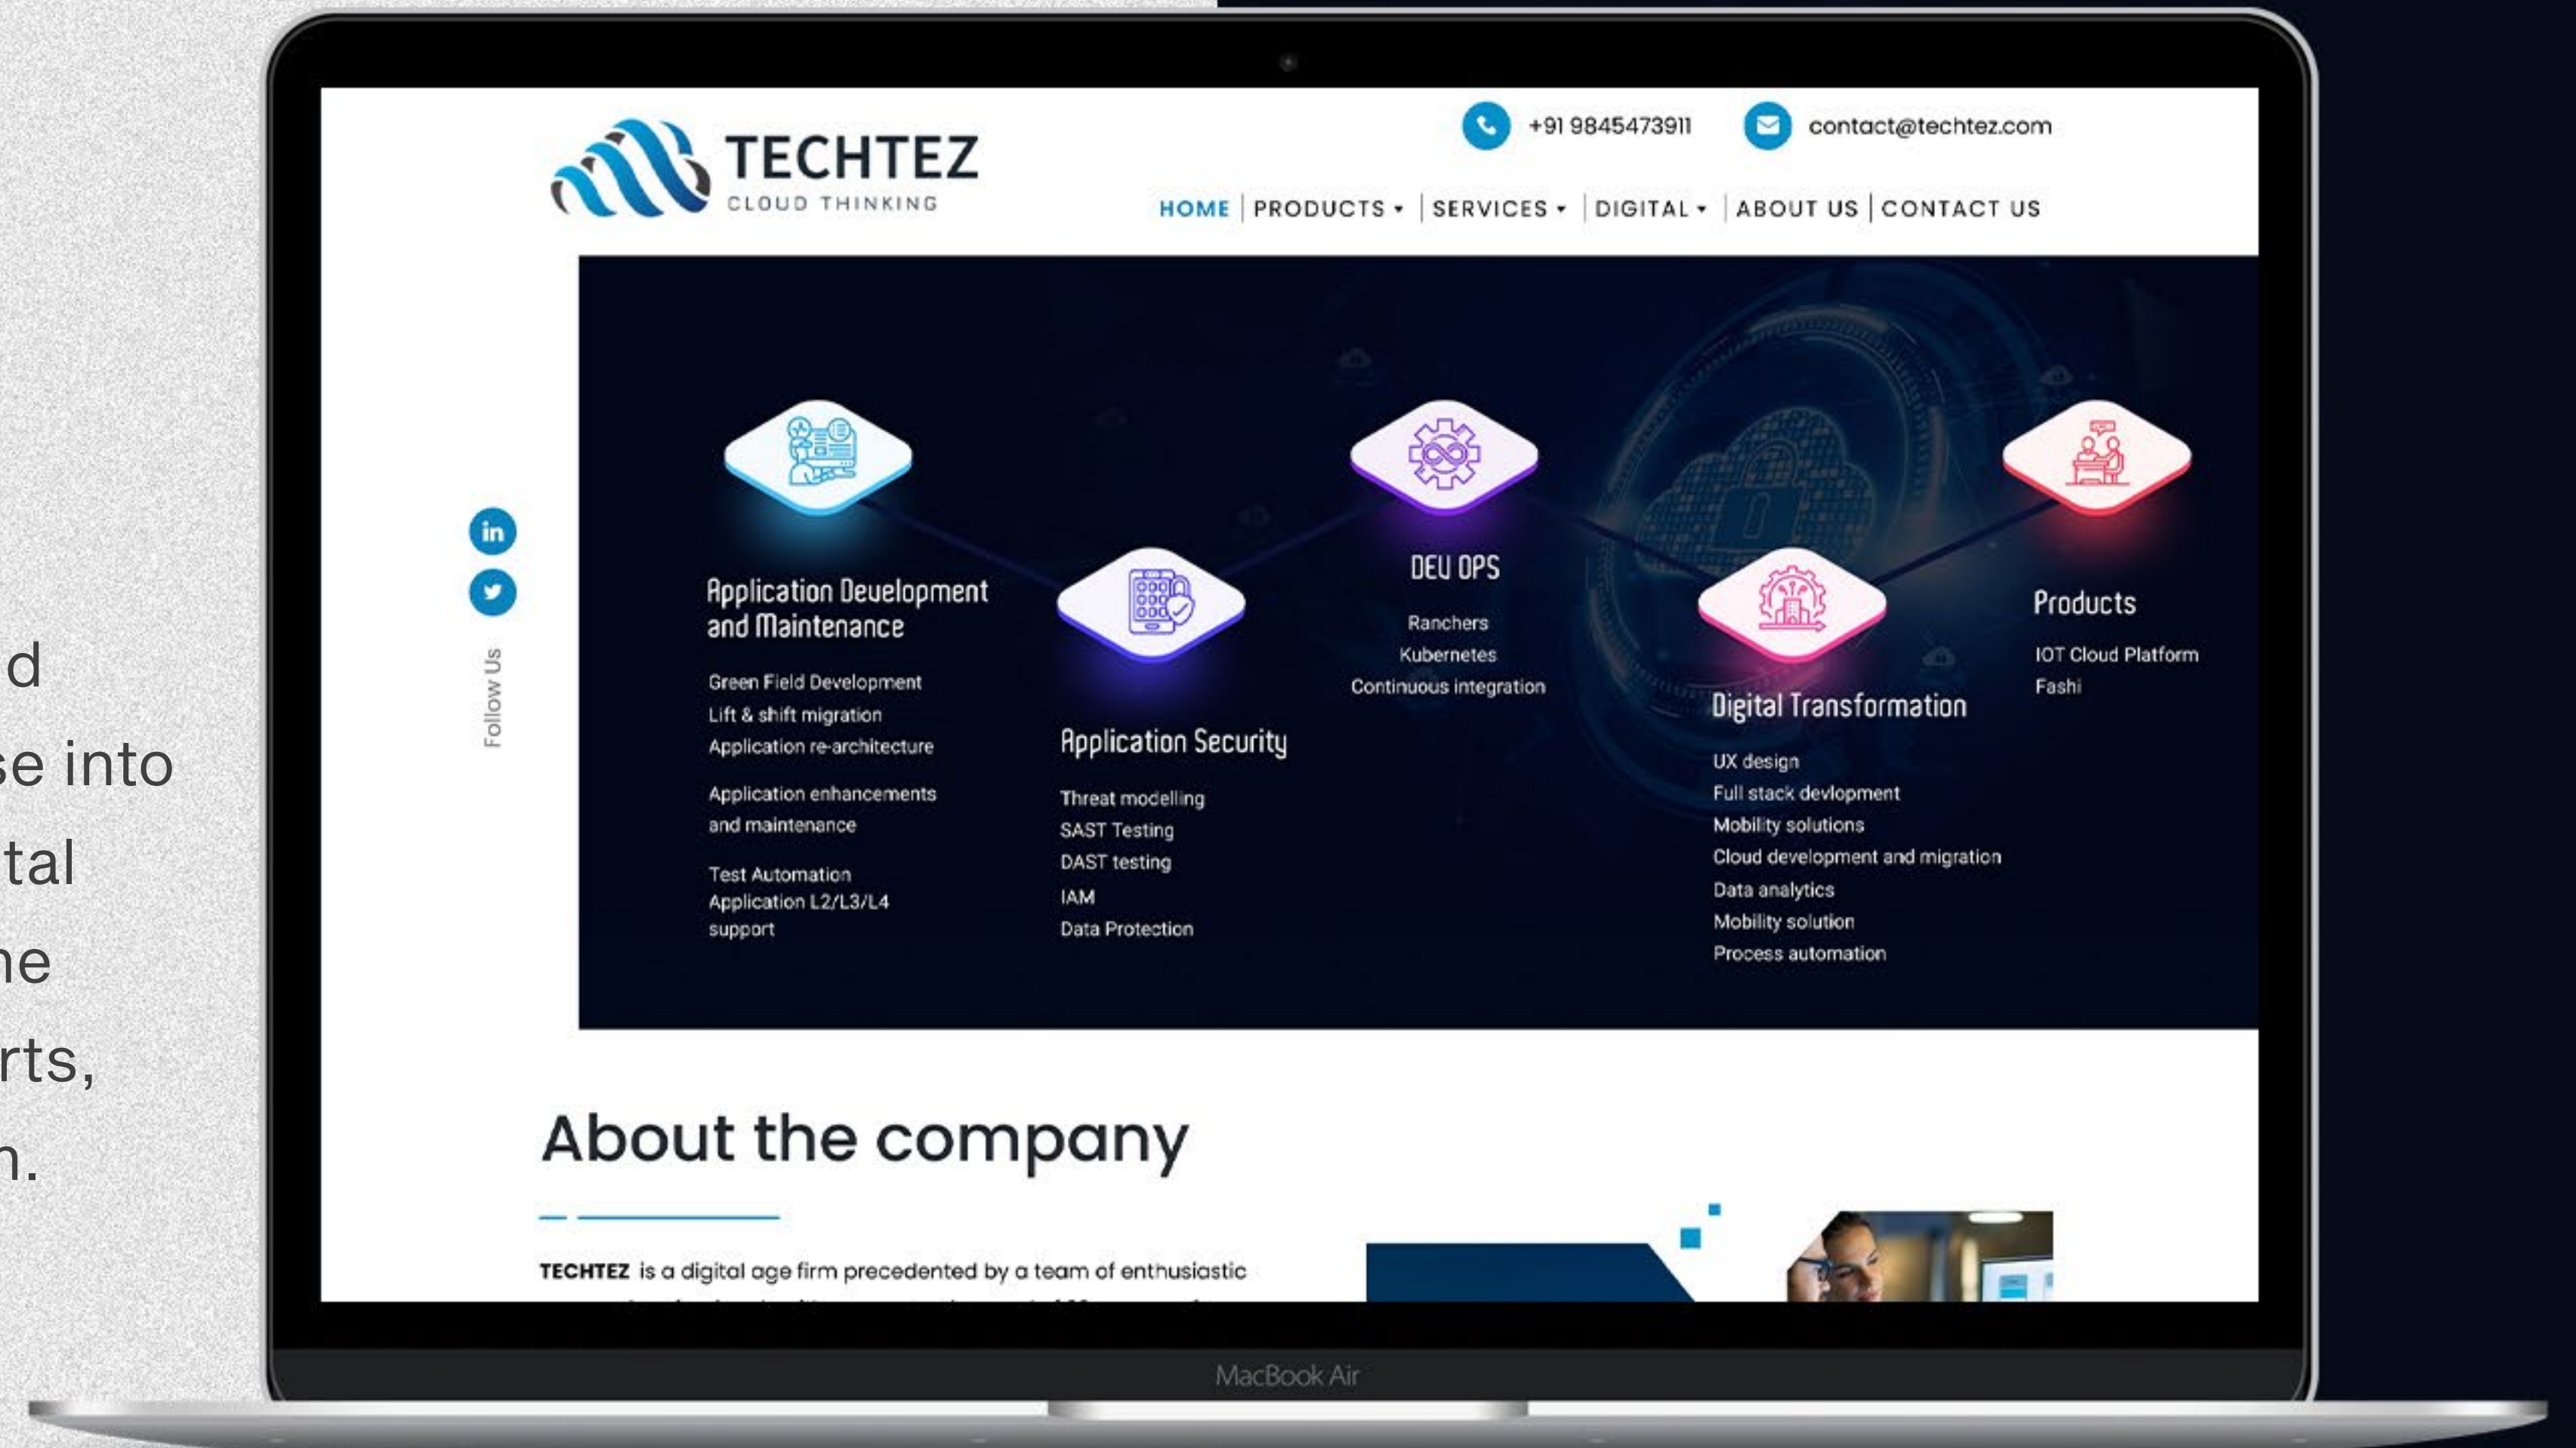 d
se into
tal
ne
rts,
n.
TECHTEZ
CLOUD THINKING
+91 9845473911
contact@techtez.com
HOME
PRODUCTS
SERVICES
DIGITAL
ABOUT US
CONTACT US
in
Follow Us
Application Development
and Maintenance
Green Field Development
Lift & shift migration
Application re-architecture
Application enhancements
and maintenance
Test Automation
Application L2/L3/L4
support
Application Security
Threat modelling
SAST Testing
DAST testing
IAM
Data Protection
DEV OPS
Ranchers
Kubernetes
Continuous integration
Digital Transformation
UX design
Full stack devlopment
Mobility solutions
Cloud development and migration
Data analytics
Mobility solution
Process automation
Products
IOT Cloud Platform
Fashi
About the company
TECHTEZ is a digital age firm precedented by a team of enthusiastic
MacBook Air